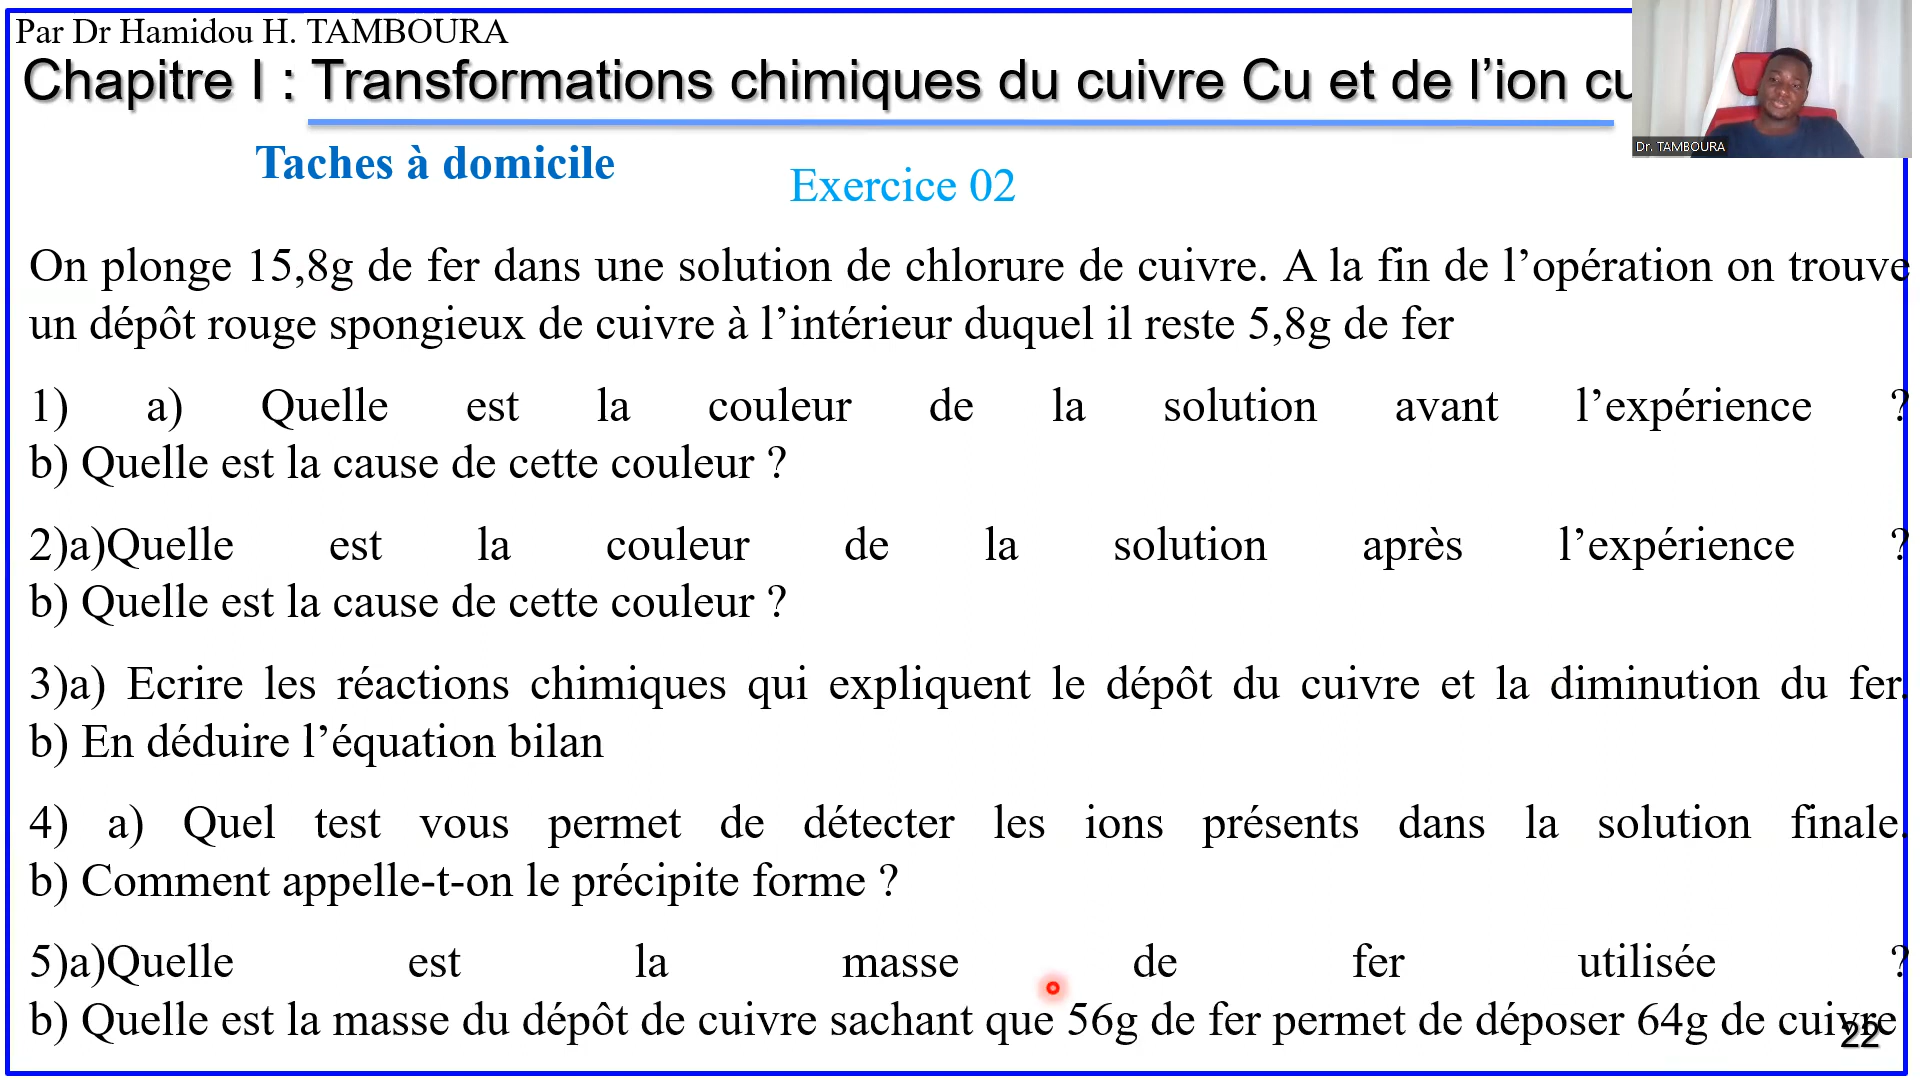 Par Dr Hamidou H. TAMBOURA
Chapitre I : Transformations chimiques du cuivre Cu et de l’ion cu
Dr. TAMBOURA
Taches à domicile
Exercice 02
On plonge 15,8g de fer dans une solution de chlorure de cuivre. A la fin de l’opération on trouve
un dépôt rouge spongieux de cuivre à l’intérieur duquel il reste 5,8g de fer
1) a) Quelle est la couleur de la solution avant l’expérience ?
b) Quelle est la cause de cette couleur ?
2)a)Quelle est la couleur de la solution après l’expérience ?
b) Quelle est la cause de cette couleur ?
3)a) Ecrire les réactions chimiques qui expliquent le dépôt du cuivre et la diminution du fer.
b) En déduire l’équation bilan
4) a) Quel test vous permet de détecter les ions présents dans la solution finale.
b) Comment appelle-t-on le précipite forme ?
5)a)Quelle est la masse de fer utilisée ?
b) Quelle est la masse du dépôt de cuivre sachant que 56g de fer permet de déposer 64g de cuivre
22